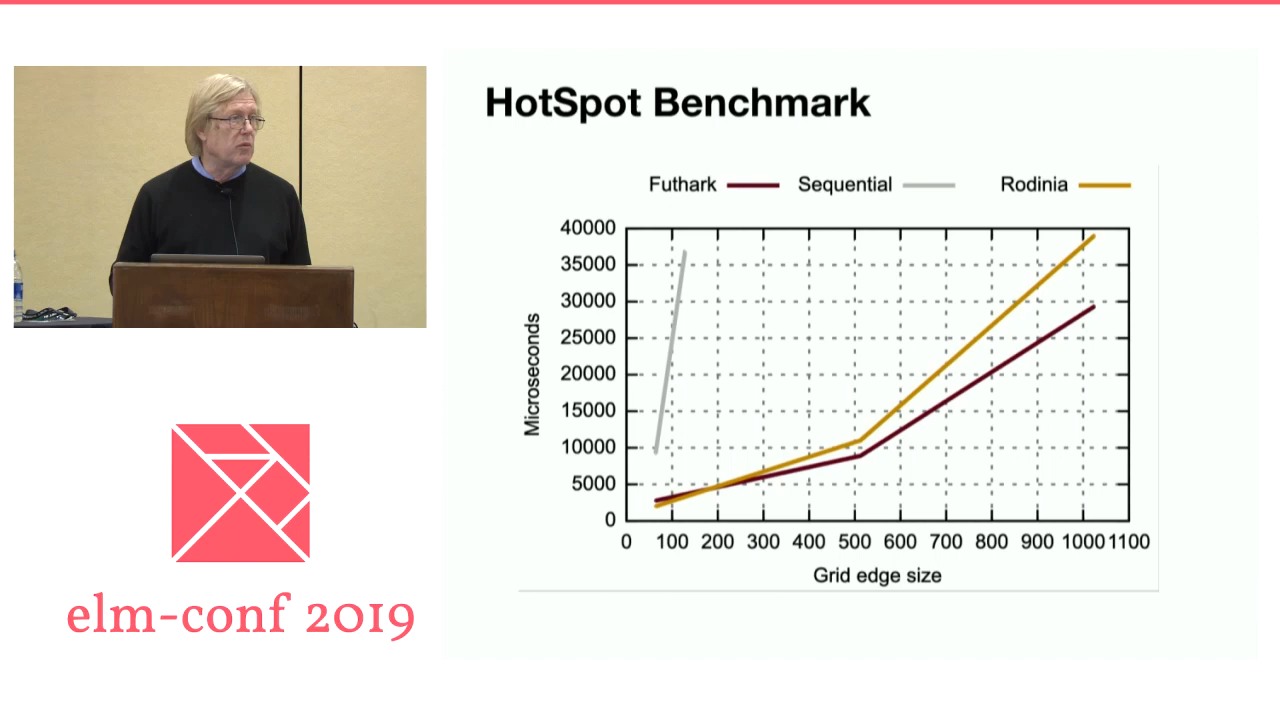 HotSpot Benchmark
Futhark Sequential Rodinia
40000
35000
30000
25000
20000
15000
10000
5000
0
Microseconds
0 100 200 300 400 500 600 700 800 900 1000 1100
Grid edge size
elm-conf 2019